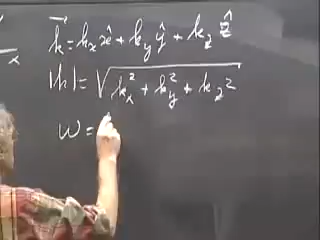 k⃗ = kₓx̂ + k_y ŷ + k_z ẑ
|k| = √(kₓ² + k_y² + k_z²)
ω =